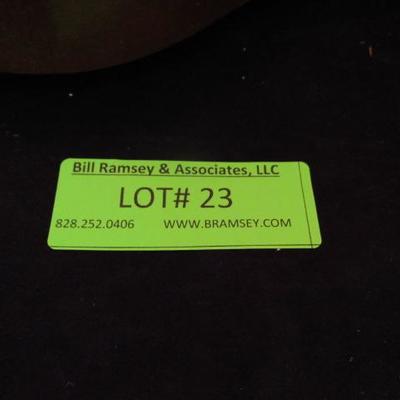 Bill Ramsey & Associates, LLC
LOT# 23
828.252.0406 WWW.BRAMSEY.COM